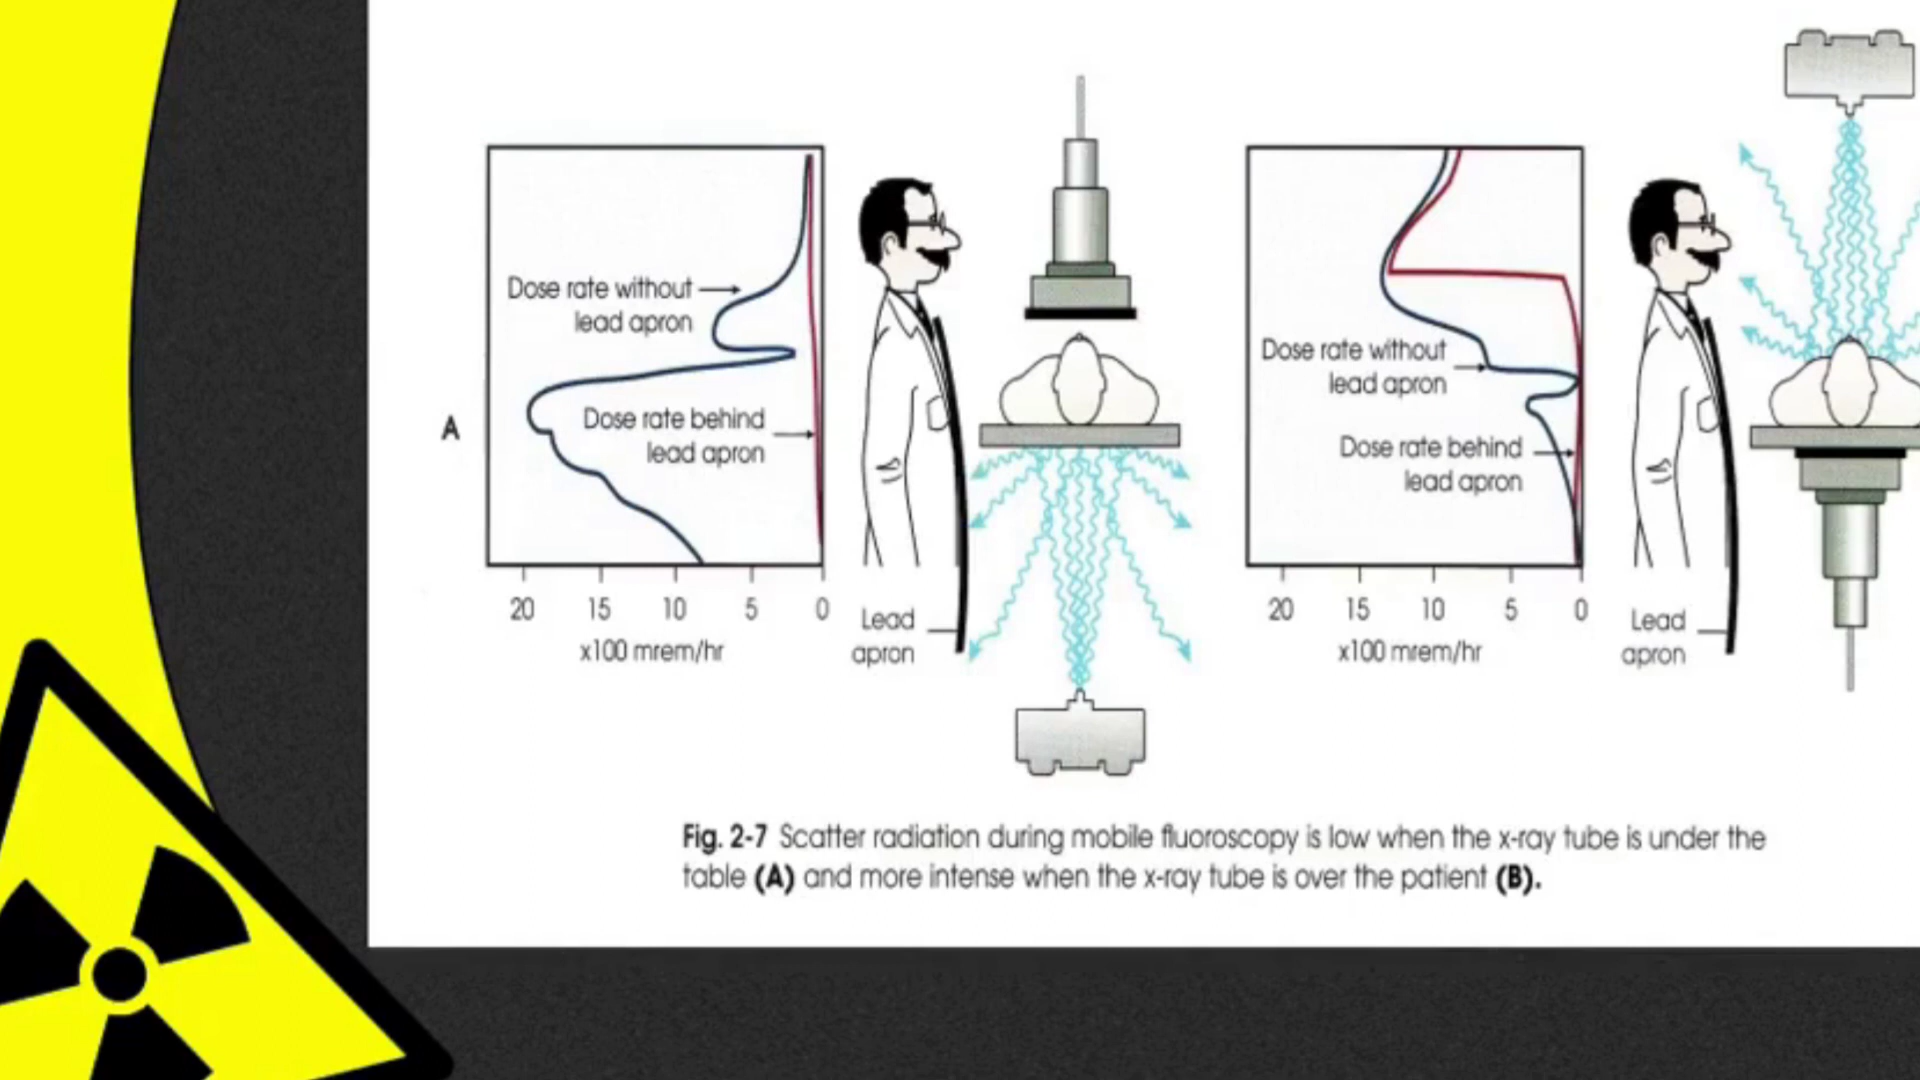 Dose rate without
lead apron
Dose rate behind
lead apron
A
20 15 10 5 0
x100 mrem/hr
Lead
apron
Dose rate without
lead apron
Dose rate behind
lead apron
20 15 10 5 0
x100 mrem/hr
Lead
apron
Fig. 2-7 Scatter radiation during mobile fluoroscopy is low when the x-ray tube is under the
table (A) and more intense when the x-ray tube is over the patient (B).